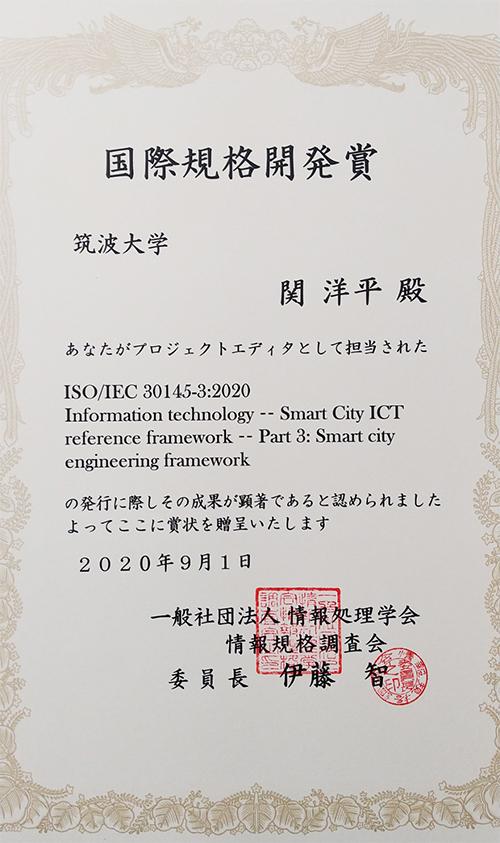 国際規格開発賞
筑波大学
関 洋平 殿
あなたがプロジェクトエディタとして担当された
ISO/IEC 30145-3:2020
Information technology -- Smart City ICT
reference framework -- Part 3: Smart city
engineering framework
の発行に際しその成果が顕著であると認められました
よってここに賞状を贈呈いたします
２０２０年９月１日
一般社団法人 情報処理学会
情報規格調査会
委員長 伊藤 智